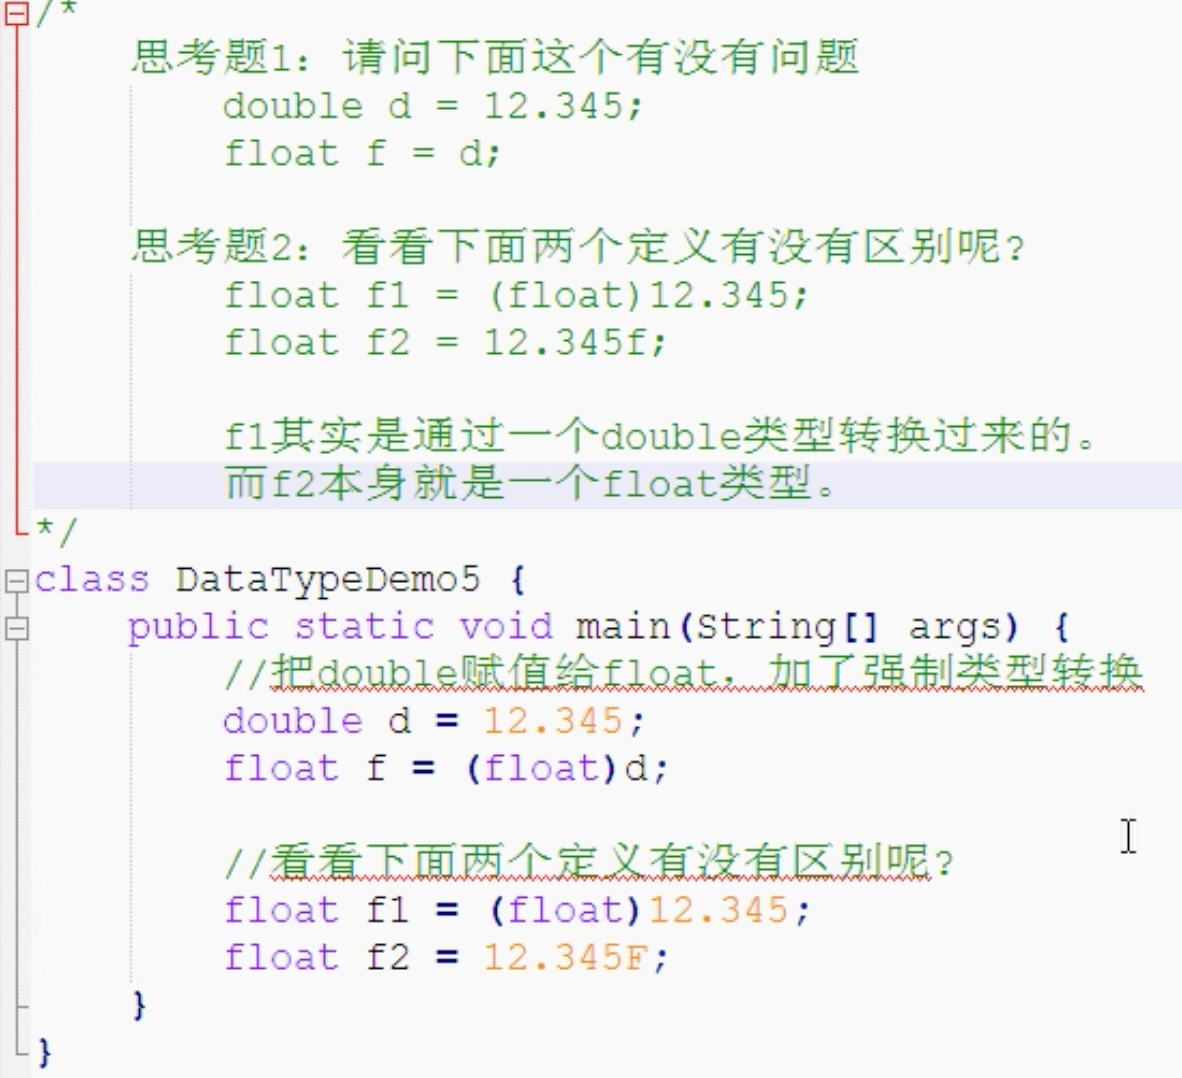 /*
思考题1：请问下面这个有没有问题
double d = 12.345;
float f = d;
思考题2：看看下面两个定义有没有区别呢?
float f1 = (float)12.345;
float f2 = 12.345f;
f1其实是通过一个double类型转换过来的。
而f2本身就是一个float类型。
*/
class DataTypeDemo5 {
public static void main(String[] args) {
//把double赋值给float，加了强制类型转换
double d = 12.345;
float f = (float)d;
//看看下面两个定义有没有区别呢?
float f1 = (float)12.345;
float f2 = 12.345F;
}
}